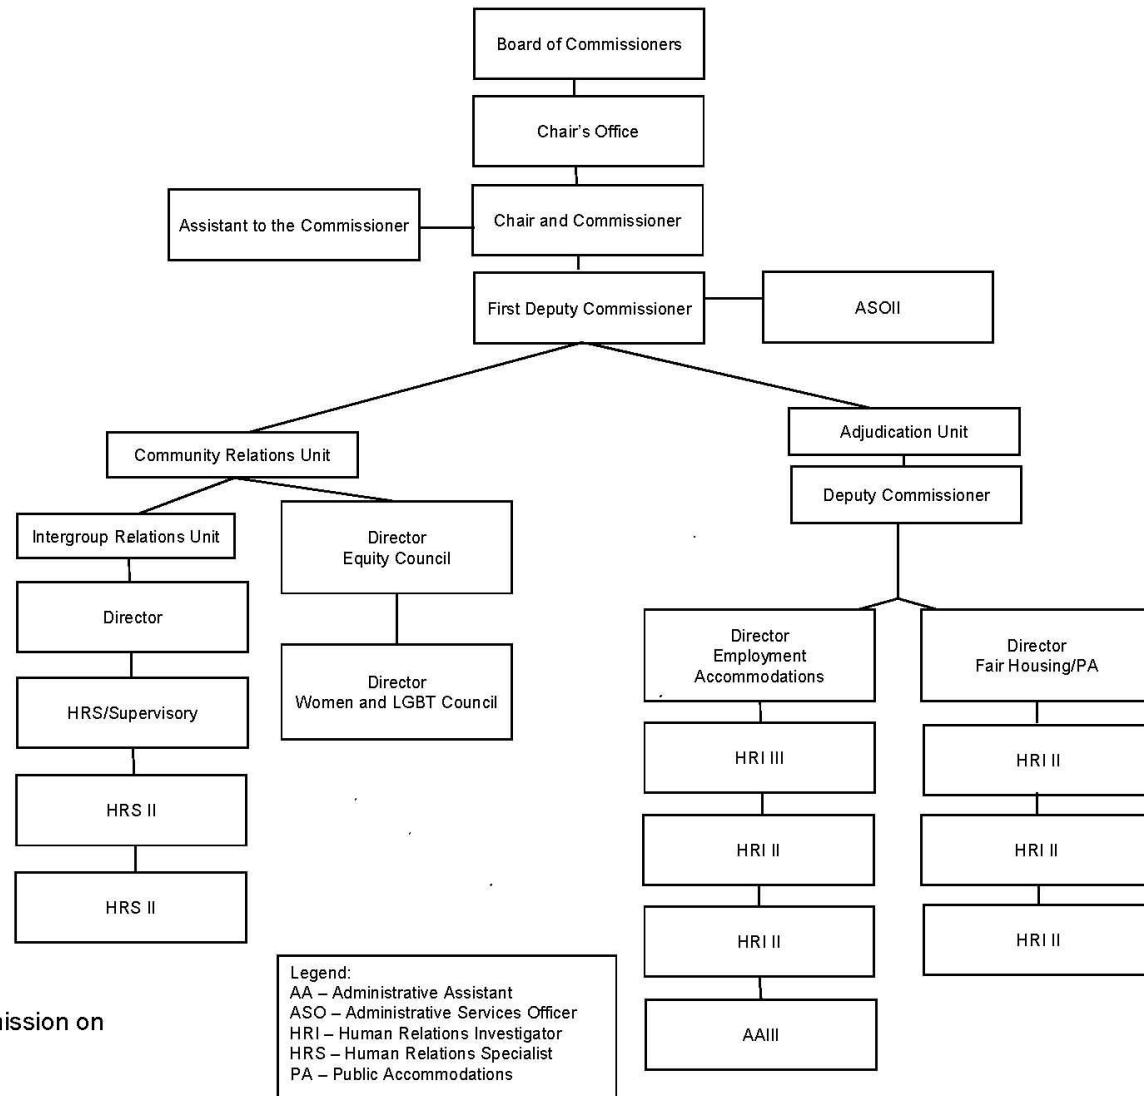 Board of Commissioners
Chair's Office
Assistant to the Commissioner
Chair and Commissioner
First Deputy Commissioner
ASOII
Community Relations Unit
Adjudication Unit
Deputy Commissioner
Intergroup Relations Unit
Director
Equity Council
Director
Director
Women and LGBT Council
HRS/Supervisory
HRS II
HRS II
Director
Employment
Accommodations
Director
Fair Housing/PA
HRI III
HRI II
HRI II
HRI II
HRI II
HRI II
AAIII
Legend:
AA – Administrative Assistant
ASO – Administrative Services Officer
HRI – Human Relations Investigator
HRS – Human Relations Specialist
PA – Public Accommodations
ission on